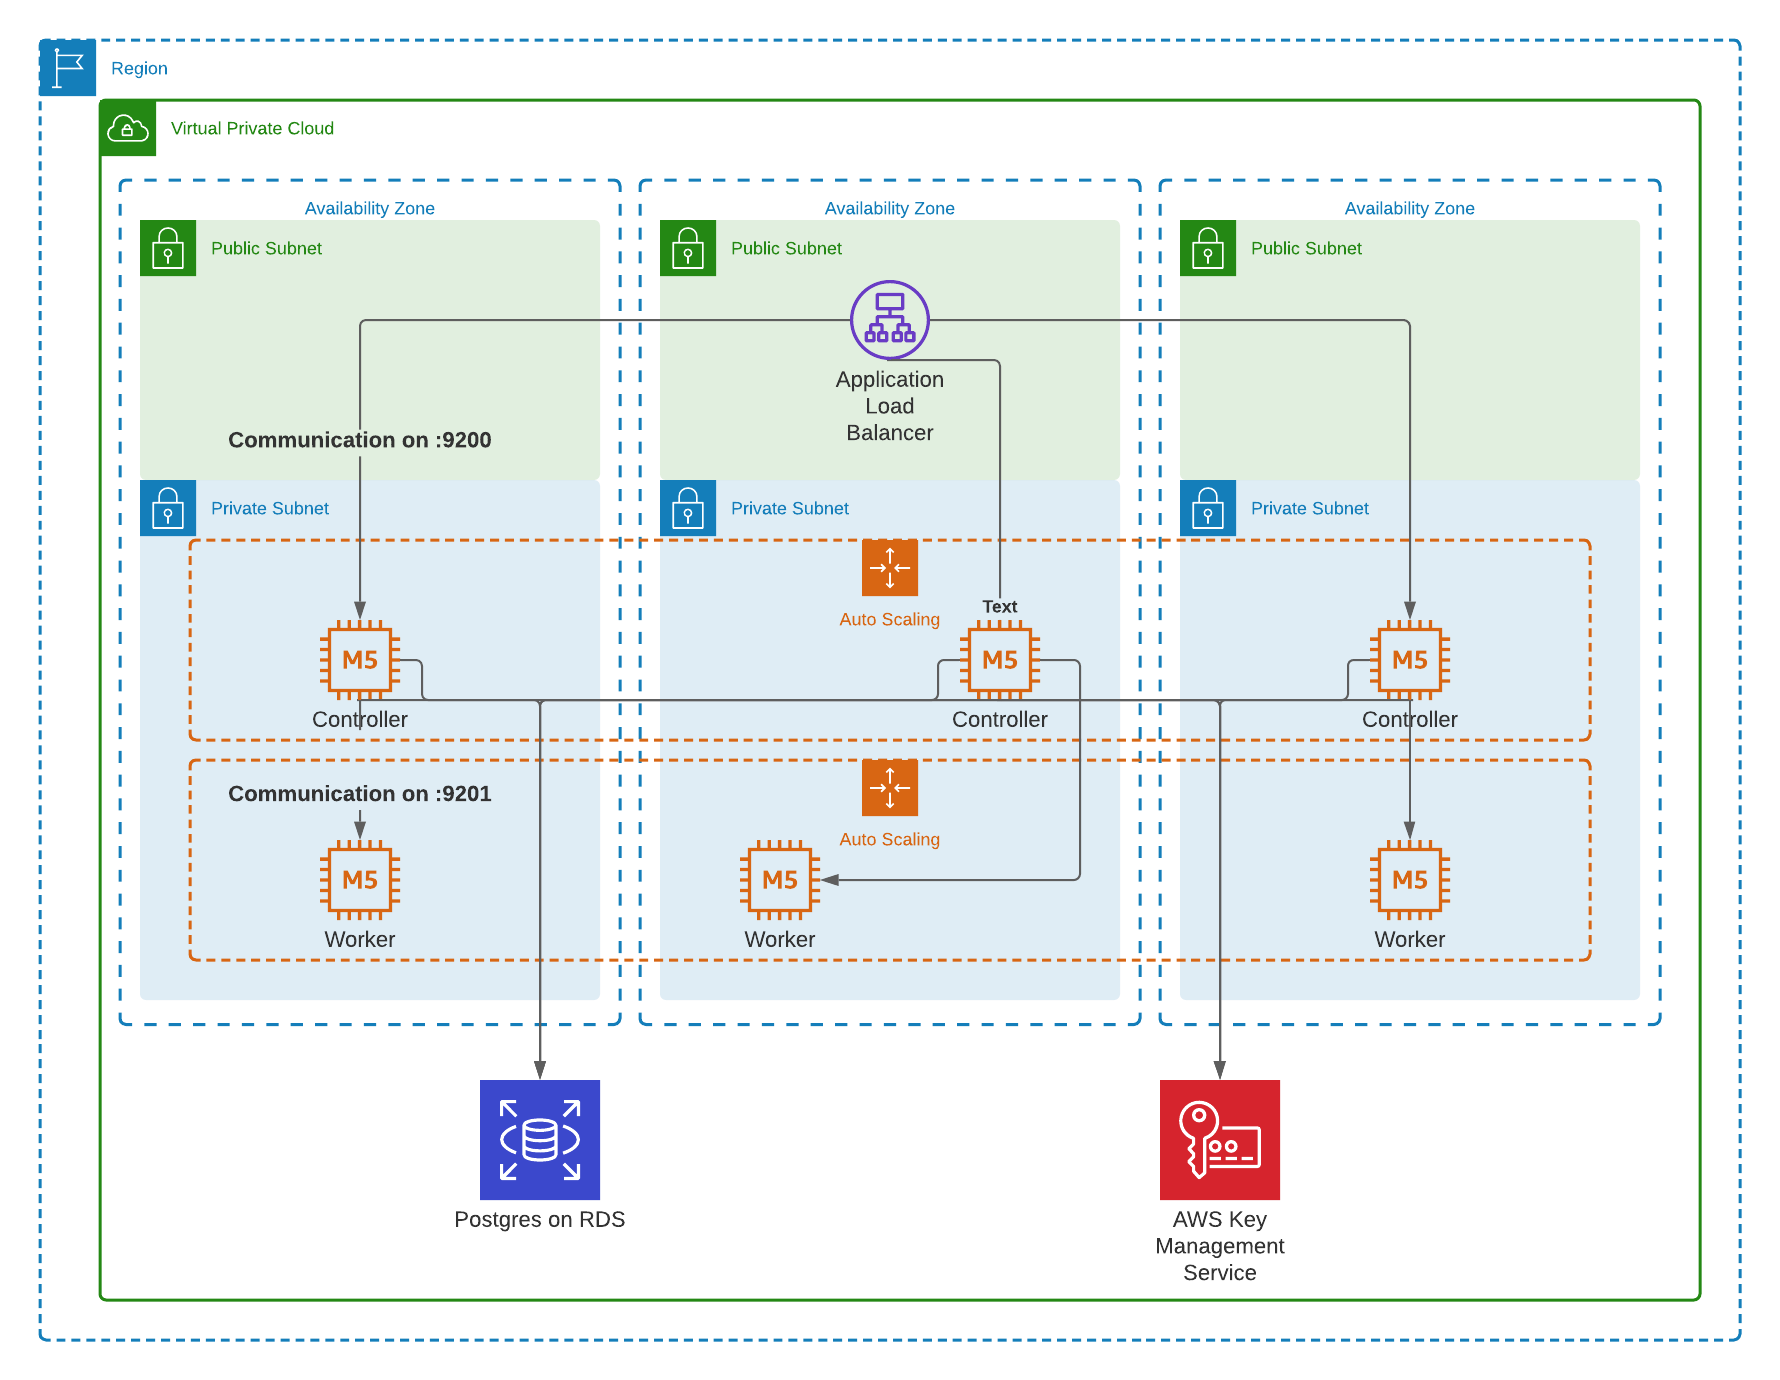 Region
Virtual Private Cloud
Availability Zone
Availability Zone
Availability Zone
Public Subnet
Public Subnet
Public Subnet
Application
Load
Balancer
Communication on :9200
Private Subnet
Private Subnet
Private Subnet
Auto Scaling
Text
M5
M5
M5
Controller
Controller
Controller
Communication on :9201
Auto Scaling
M5
M5
M5
Worker
Worker
Worker
Postgres on RDS
AWS Key
Management
Service